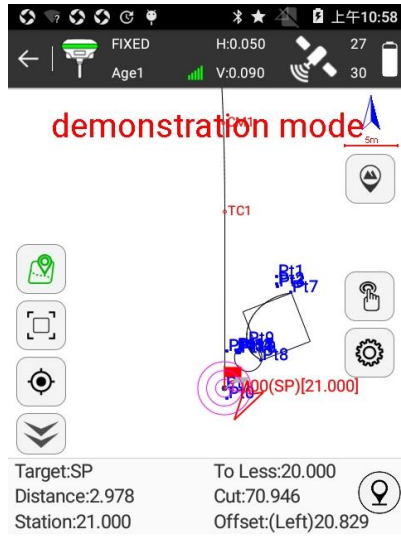 上午10:58
FIXED H:0.050 27
Age1 V:0.090 30
demonstration mode
5m
TC1
Pt1
Pt7
Pt8
(SP)[21.000]
Target:SP To Less:20.000
Distance:2.978 Cut:70.946
Station:21.000 Offset:(Left)20.829